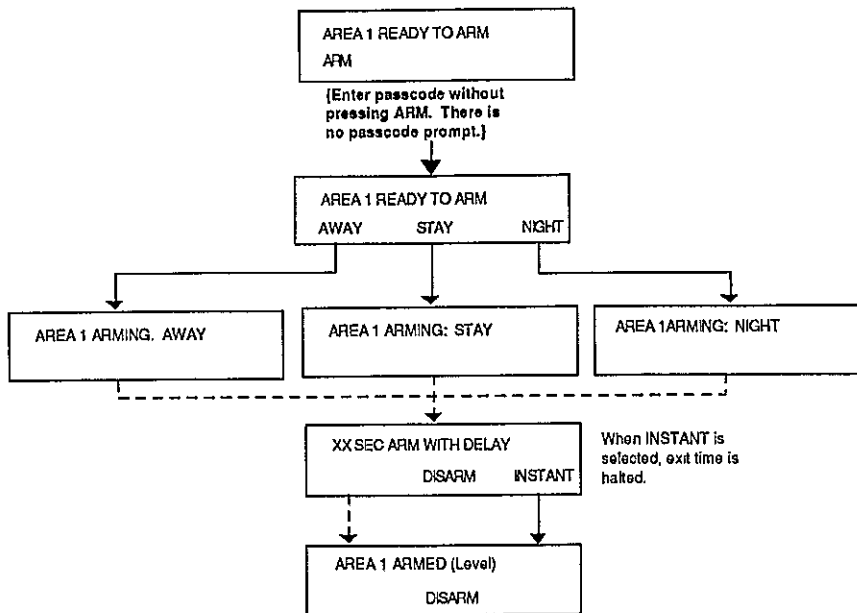 AREA 1 READY TO ARM
ARM
{Enter passcode without
pressing ARM. There is
no passcode prompt.}
AREA 1 READY TO ARM
AWAY STAY NIGHT
AREA 1 ARMING. AWAY
AREA 1 ARMING: STAY
AREA 1ARMING: NIGHT
XX SEC ARM WITH DELAY
DISARM INSTANT
When INSTANT is
selected, exit time is
halted.
AREA 1 ARMED (Level)
DISARM